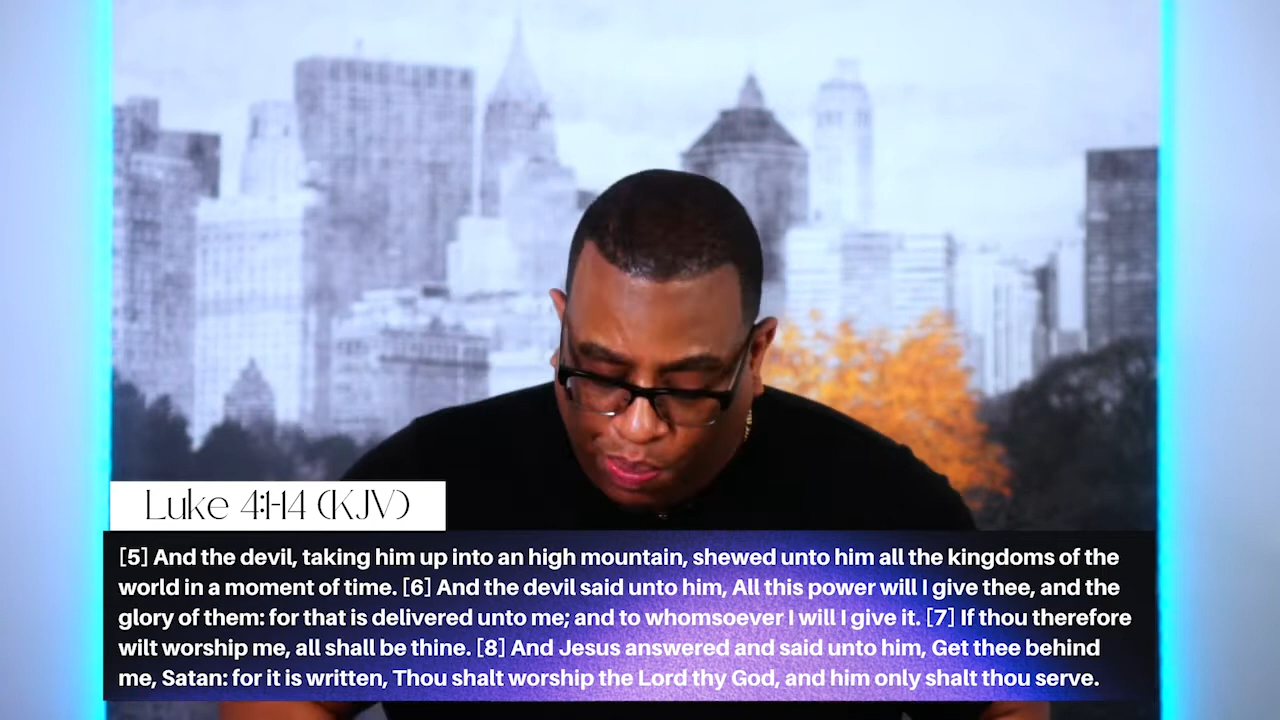 Luke 4:1-14 (KJV)
[5] And the devil, taking him up into an high mountain, shewed unto him all the kingdoms of the
world in a moment of time. [6] And the devil said unto him, All this power will I give thee, and the
glory of them: for that is delivered unto me; and to whomsoever I will I give it. [7] If thou therefore
wilt worship me, all shall be thine. [8] And Jesus answered and said unto him, Get thee behind
me, Satan: for it is written, Thou shalt worship the Lord thy God, and him only shalt thou serve.